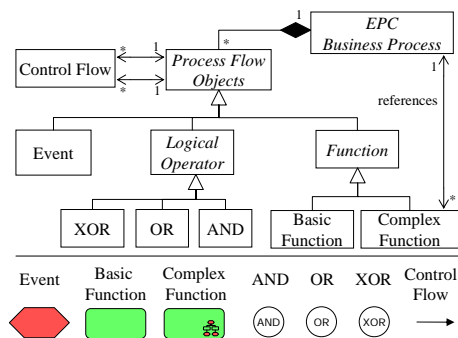 1
EPC
Business Process
*
* 1
Control Flow
Process Flow
Objects
* 1
1
references
Event
Logical
Operator
Function
XOR
OR
AND
Basic
Function
Complex
Function
*
Event
Basic
Function
Complex
Function
AND
OR
XOR
Control
Flow
AND
OR
XOR